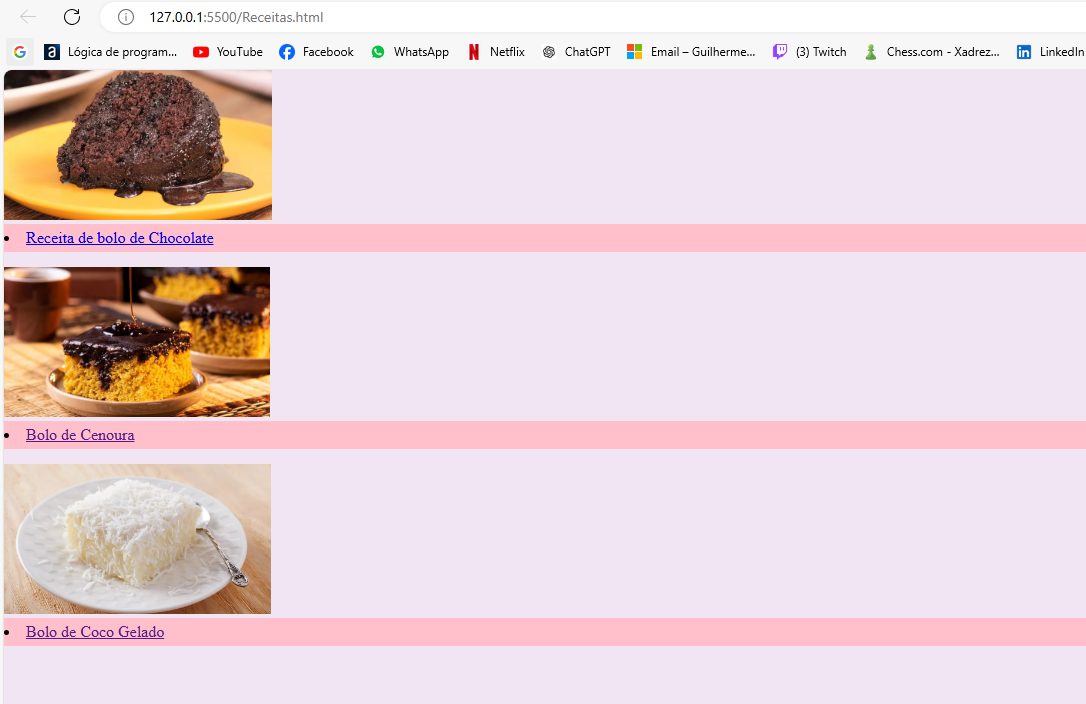 127.0.0.1:5500/Receitas.html
Lógica de program... YouTube Facebook WhatsApp Netflix ChatGPT Email – Guilherme... (3) Twitch Chess.com - Xadrez... LinkedIn
Receita de bolo de Chocolate
Bolo de Cenoura
Bolo de Coco Gelado